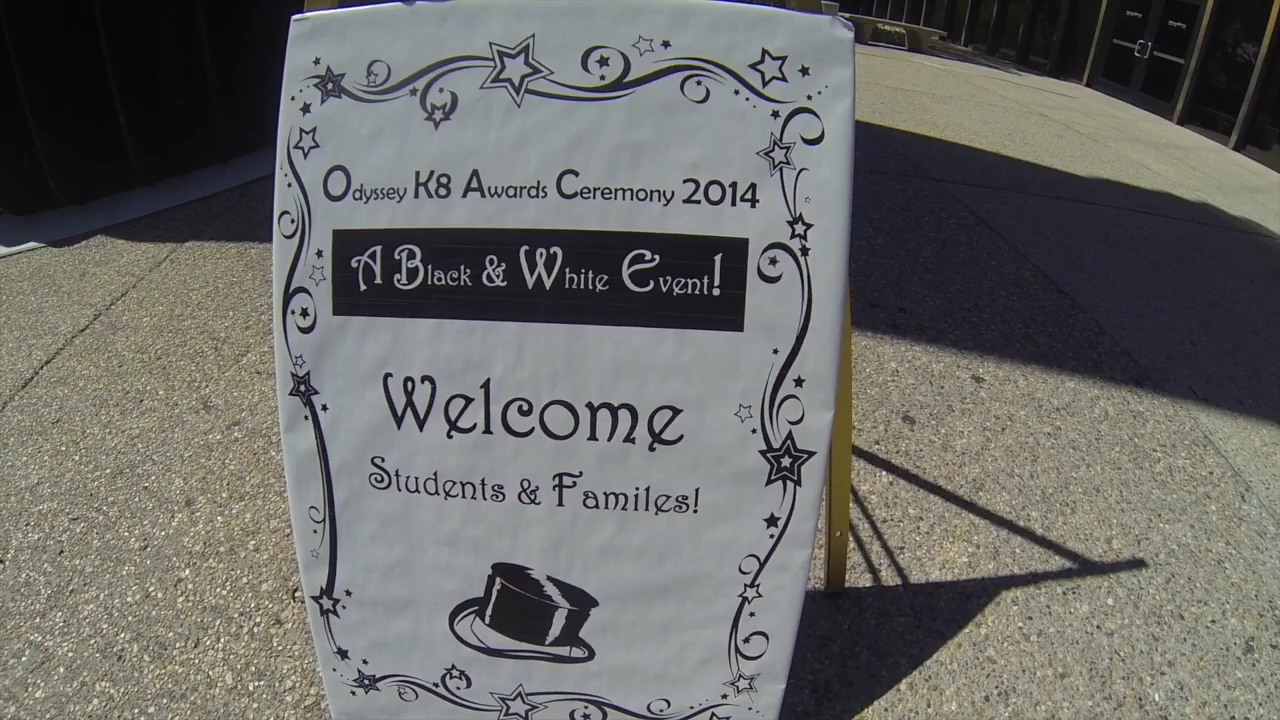 Odyssey K8 Awards Ceremony 2014
A Black & White Event!
Welcome
Students & Familes!